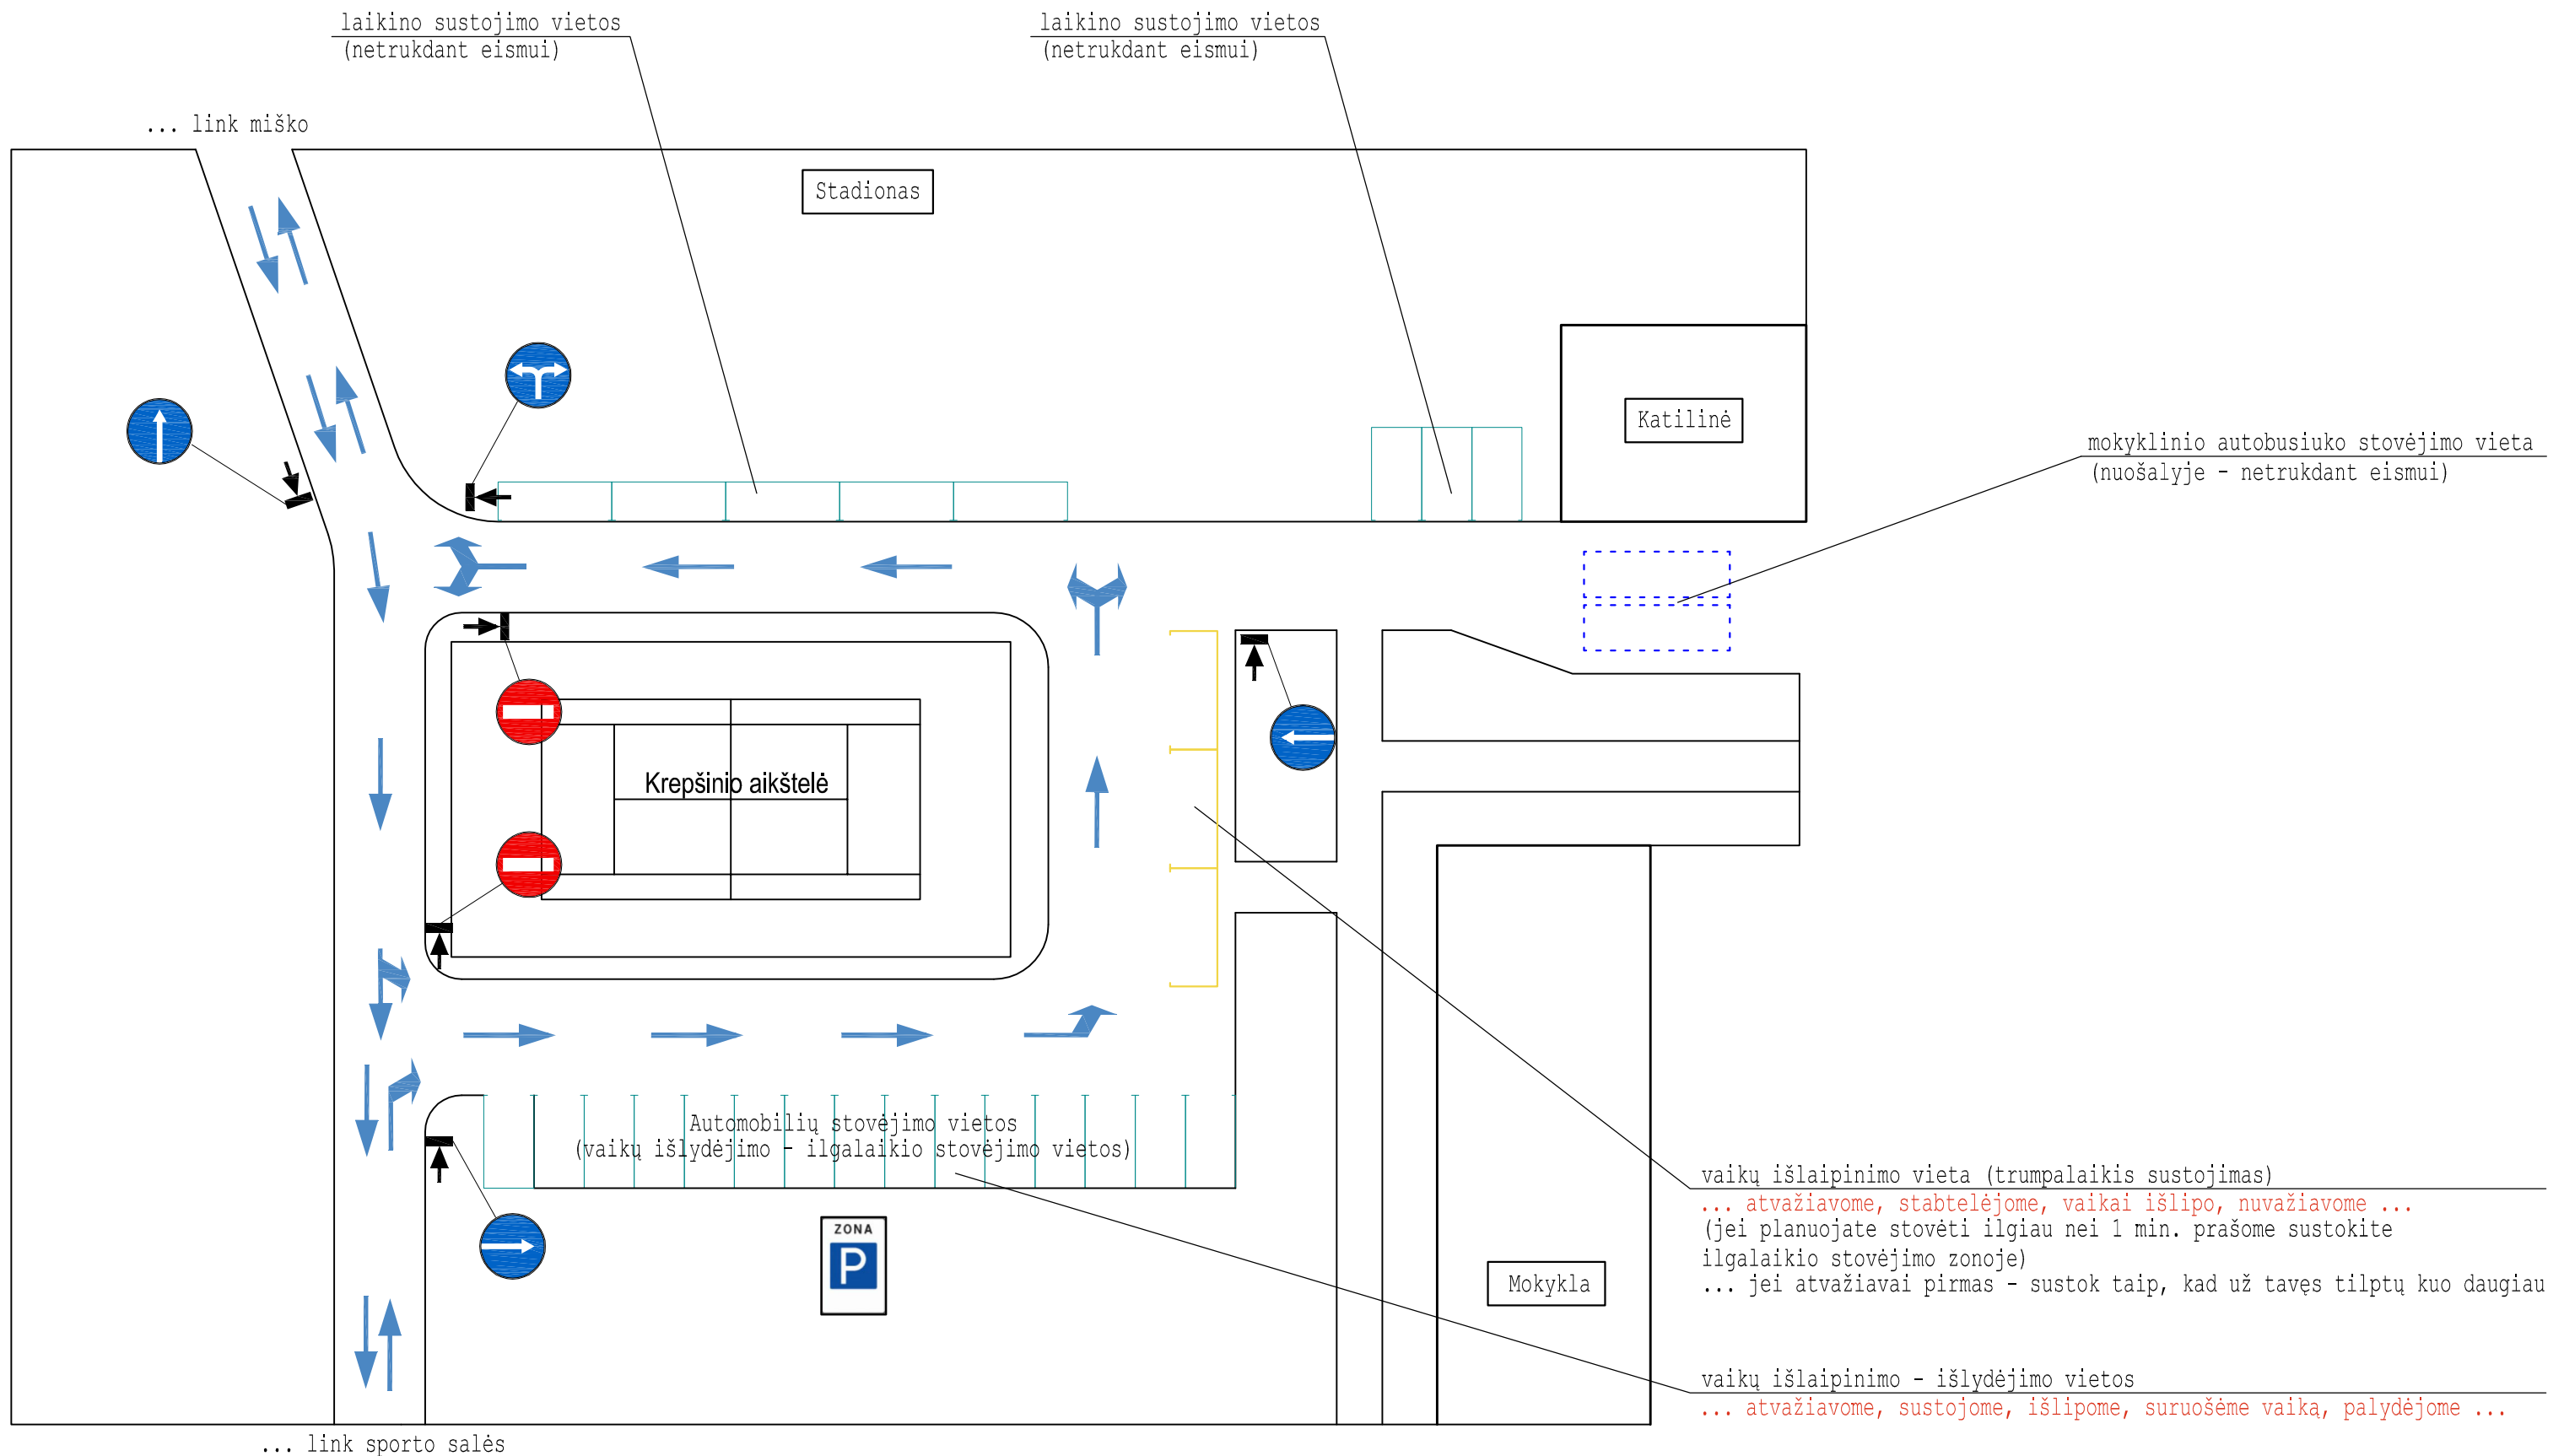 laikino sustojimo vietos
(netrukdant eismui)
laikino sustojimo vietos
(netrukdant eismui)
... link miško
Stadionas
Katilinė
mokyklinio autobusiuko stovėjimo vieta
(nuošalyje - netrukdant eismui)
Krepšinio aikštelė
Automobilių stovėjimo vietos
(vaikų išlydėjimo - ilgalaikio stovėjimo vietos)
ZONA
P
vaikų išlaipinimo vieta (trumpalaikis sustojimas)
... atvažiavome, stabtelėjome, vaikai išlipo, nuvažiavome ...
(jei planuojate stovėti ilgiau nei 1 min. prašome sustokite
ilgalaikio stovėjimo zonoje)
... jei atvažiavai pirmas - sustok taip, kad už tavęs tilptų kuo daugiau
Mokykla
vaikų išlaipinimo - išlydėjimo vietos
... atvažiavome, sustojome, išlipome, suruošėme vaiką, palydėjome ...
... link sporto salės